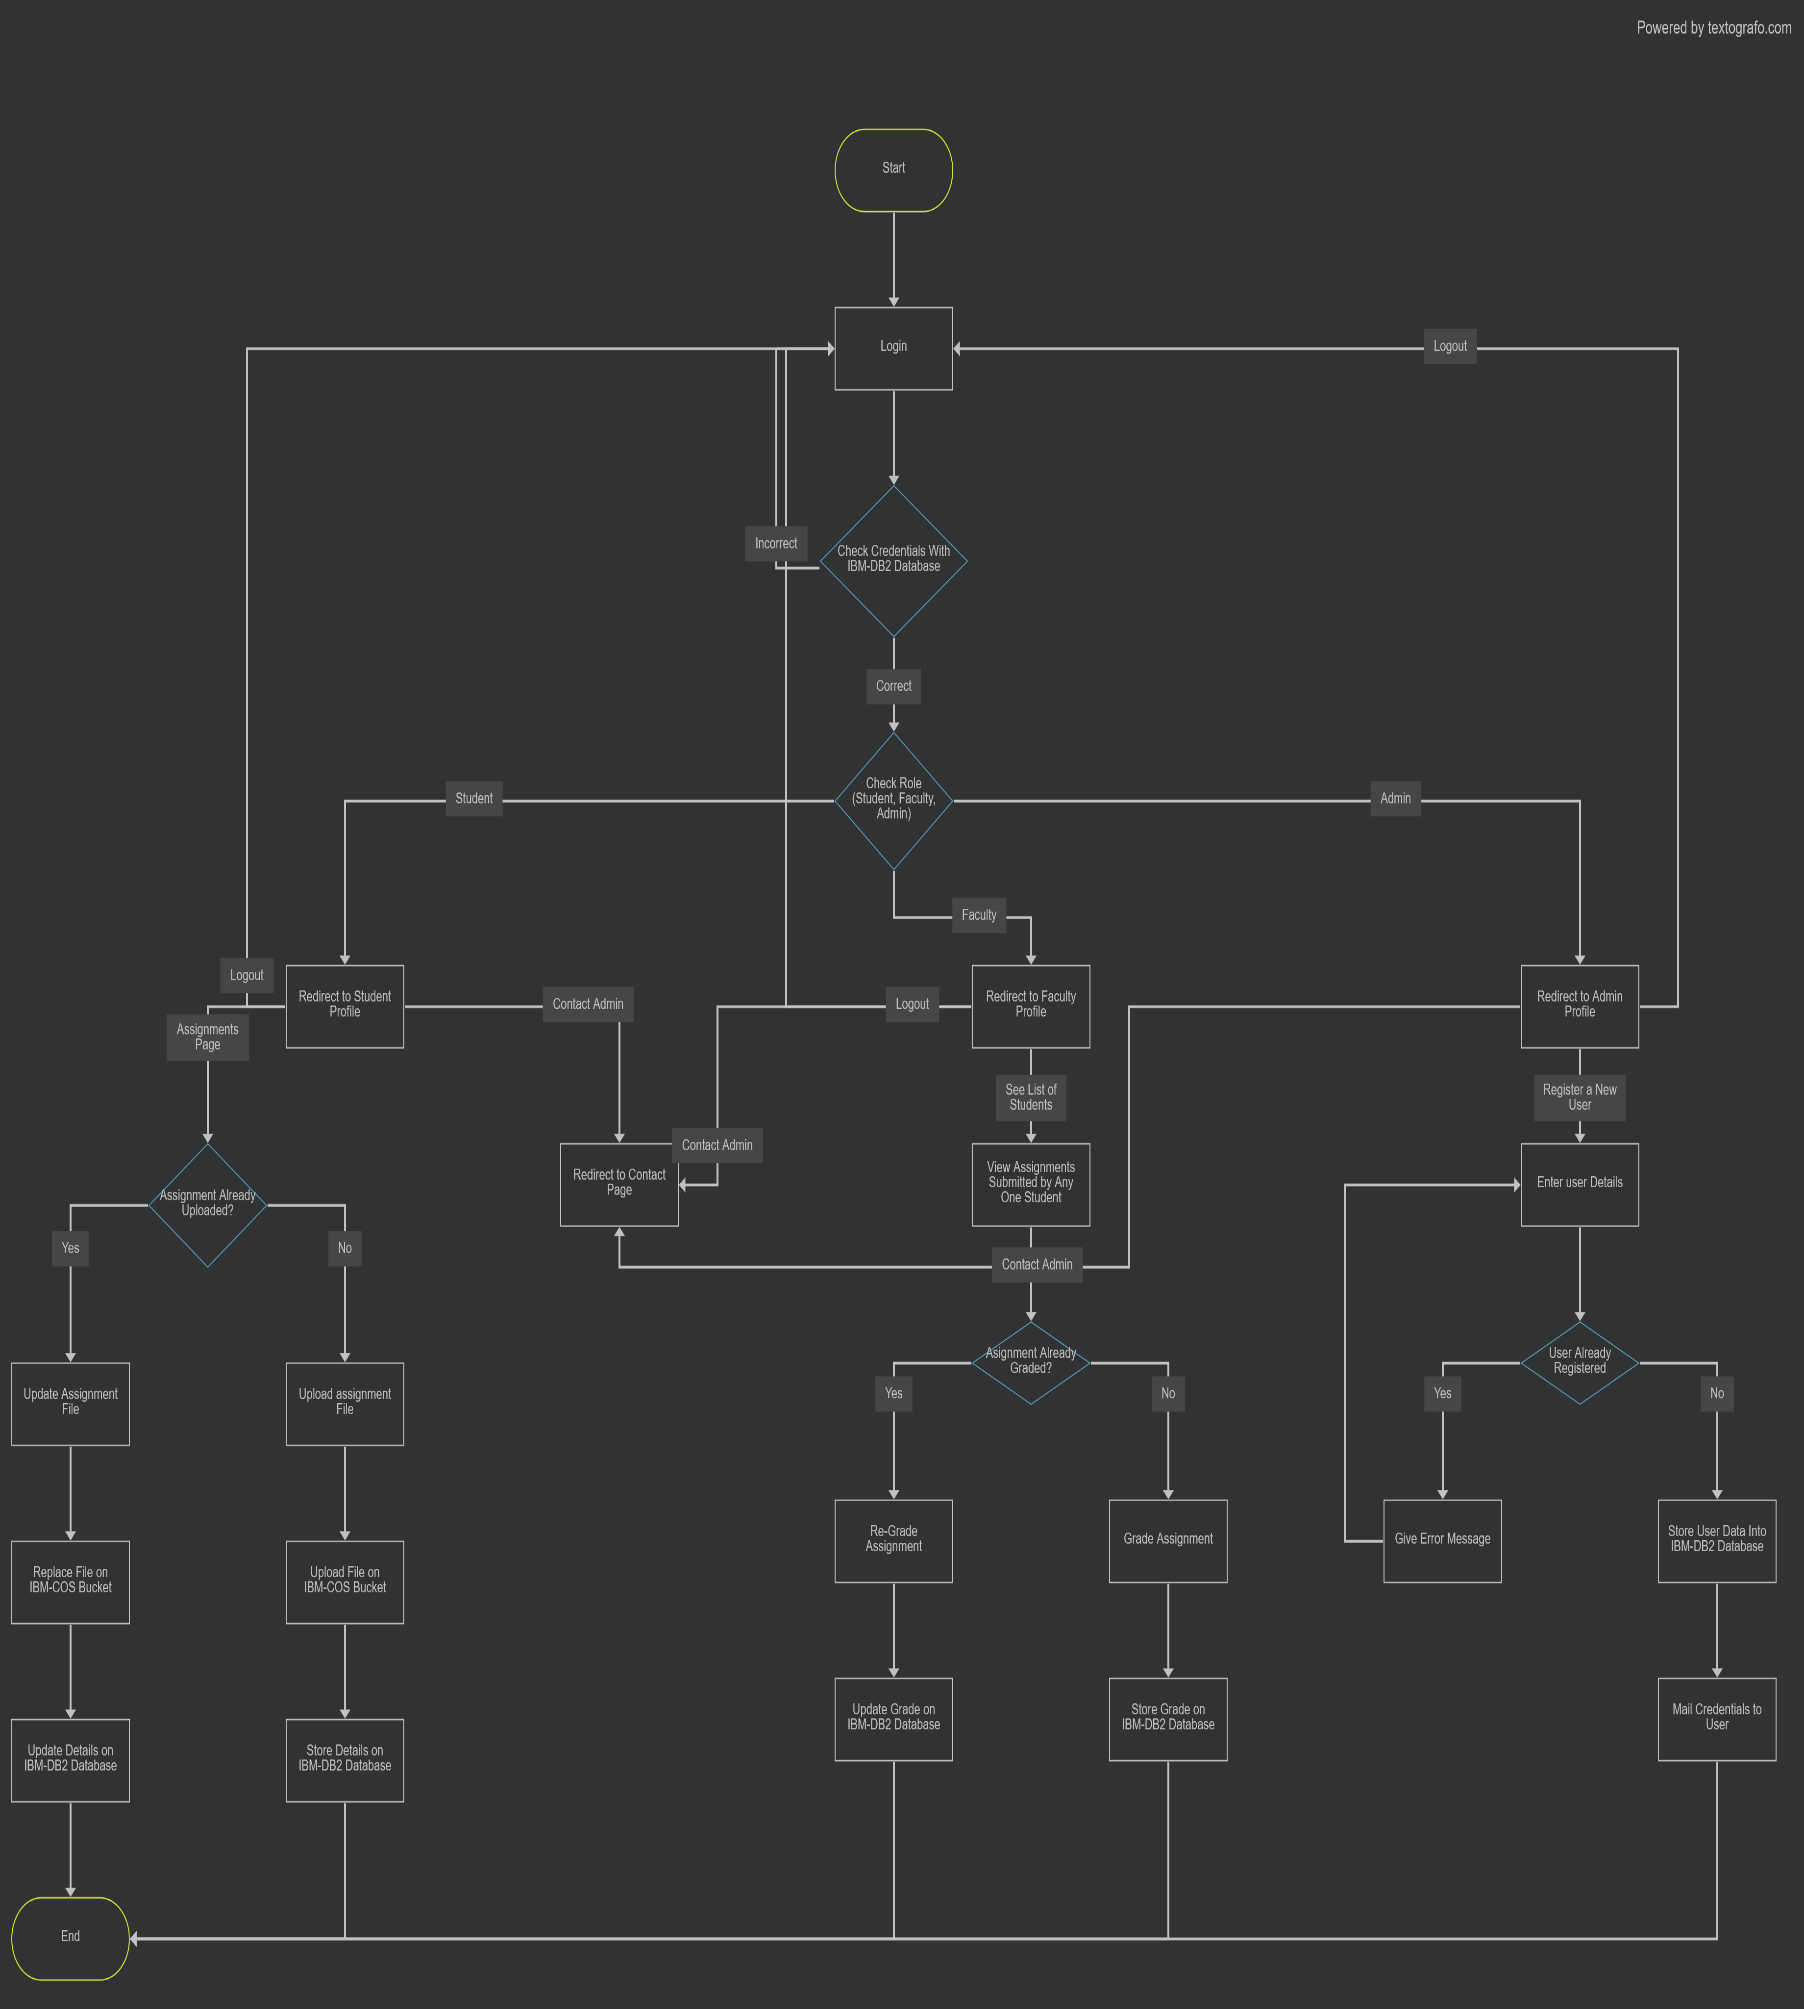 Powered by textografo.com
Start
Login
Logout
Incorrect
Check Credentials With
IBM-DB2 Database
Correct
Student
Check Role
(Student, Faculty,
Admin)
Admin
Faculty
Logout
Redirect to Student
Profile
Contact Admin
Logout
Redirect to Faculty
Profile
Redirect to Admin
Profile
Assignments
Page
See List of
Students
Register a New
User
Contact Admin
Redirect to Contact
Page
View Assignments
Submitted by Any
One Student
Enter user Details
Assignment Already
Uploaded?
Yes
No
Contact Admin
Asignment Already
Graded?
User Already
Registered
Update Assignment
File
Upload assignment
File
Yes
No
Yes
No
Re-Grade
Assignment
Grade Assignment
Give Error Message
Store User Data Into
IBM-DB2 Database
Replace File on
IBM-COS Bucket
Upload File on
IBM-COS Bucket
Update Grade on
IBM-DB2 Database
Store Grade on
IBM-DB2 Database
Mail Credentials to
User
Update Details on
IBM-DB2 Database
Store Details on
IBM-DB2 Database
End